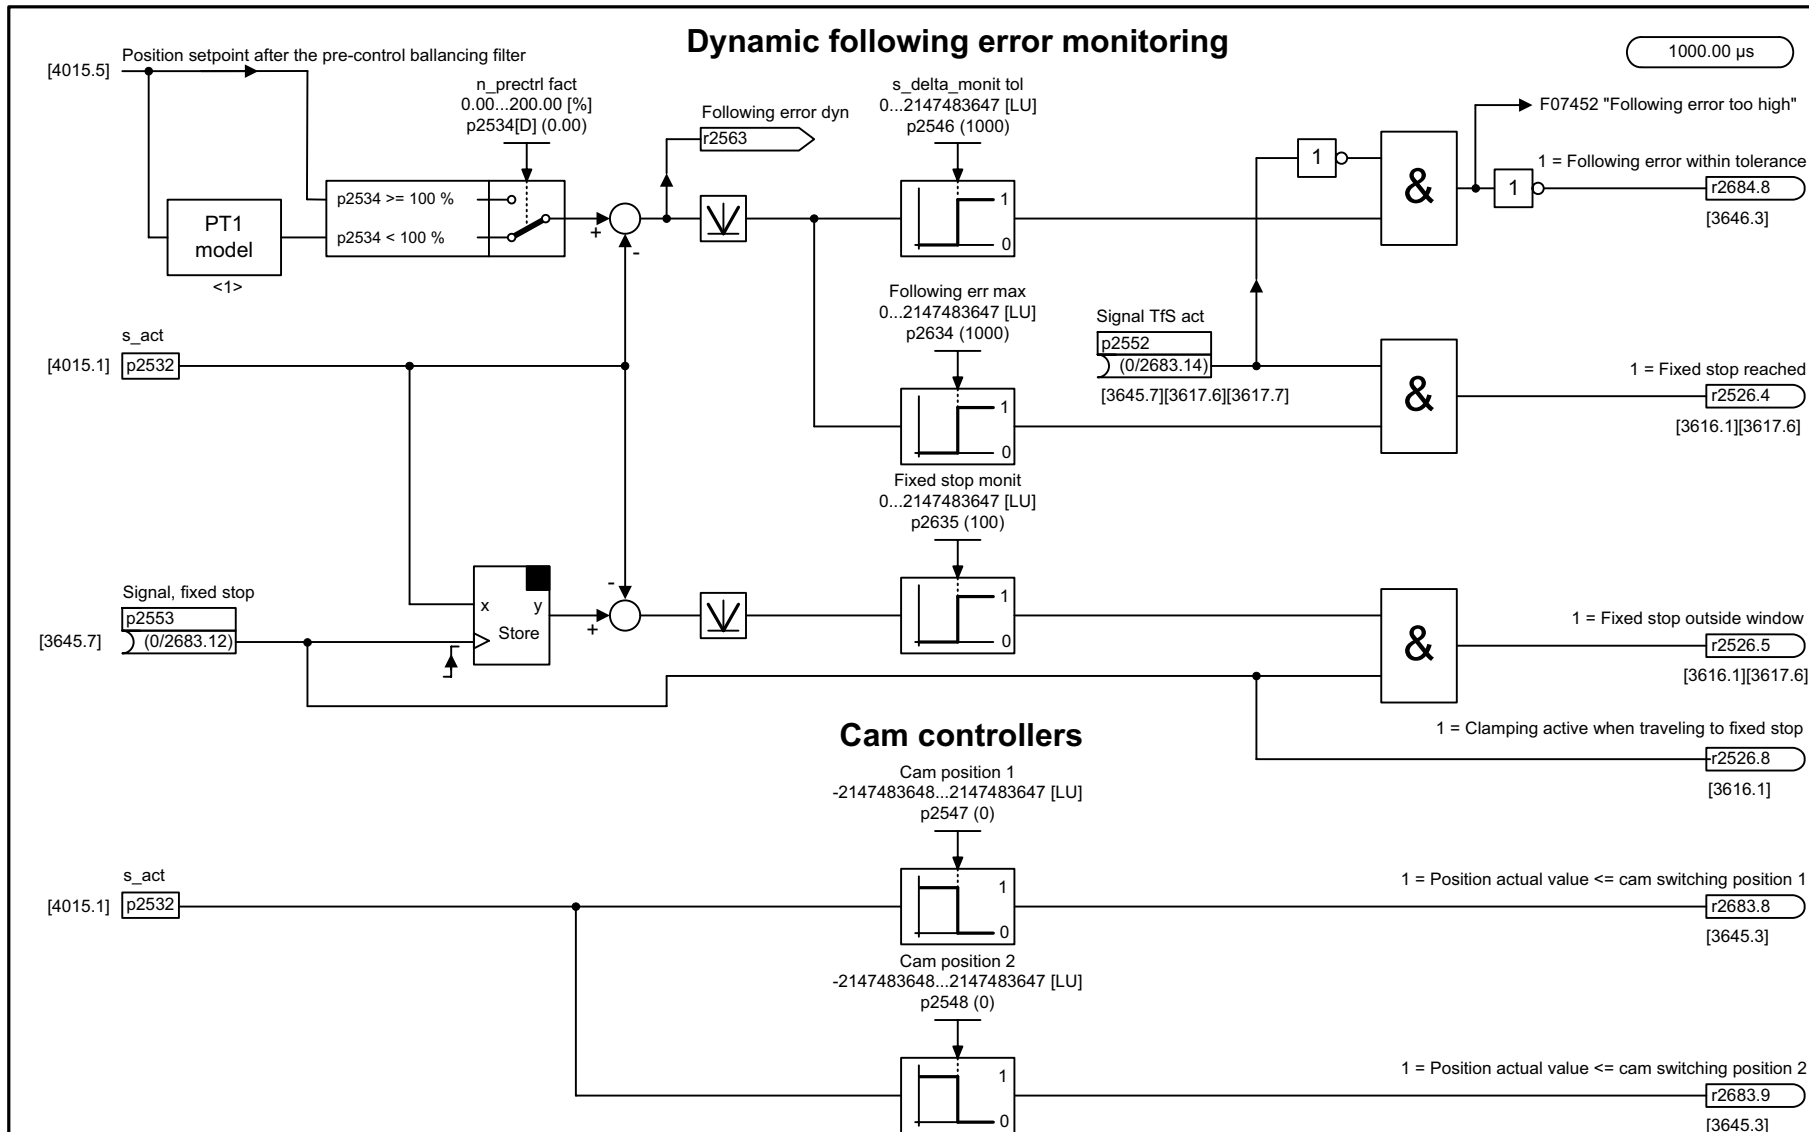 Dynamic following error monitoring
1000.00 µs
Position setpoint after the pre-control ballancing filter
[4015.5]
n_prectrl fact
0.00...200.00 [%]
p2534[D] (0.00)
Following error dyn
r2563
s_delta_monit tol
0...2147483647 [LU]
p2546 (1000)
F07452 "Following error too high"
1
&
1 = Following error within tolerance
1
r2684.8
[3646.3]
p2534 >= 100 %
p2534 < 100 %
PT1
model
<1>
+
-
1
0
Following err max
0...2147483647 [LU]
p2634 (1000)
Signal TfS act
p2552
(0/2683.14)
[3645.7][3617.6][3617.7]
s_act
[4015.1]
p2532
1
0
&
1 = Fixed stop reached
r2526.4
[3616.1][3617.6]
Fixed stop monit
0...2147483647 [LU]
p2635 (100)
Signal, fixed stop
p2553
[3645.7]
(0/2683.12)
x
y
Store
-
+
1
0
&
1 = Fixed stop outside window
r2526.5
[3616.1][3617.6]
1 = Clamping active when traveling to fixed stop
r2526.8
[3616.1]
Cam controllers
Cam position 1
-2147483648...2147483647 [LU]
p2547 (0)
s_act
[4015.1]
p2532
1
0
1 = Position actual value <= cam switching position 1
r2683.8
[3645.3]
Cam position 2
-2147483648...2147483647 [LU]
p2548 (0)
1
0
1 = Position actual value <= cam switching position 2
r2683.9
[3645.3]